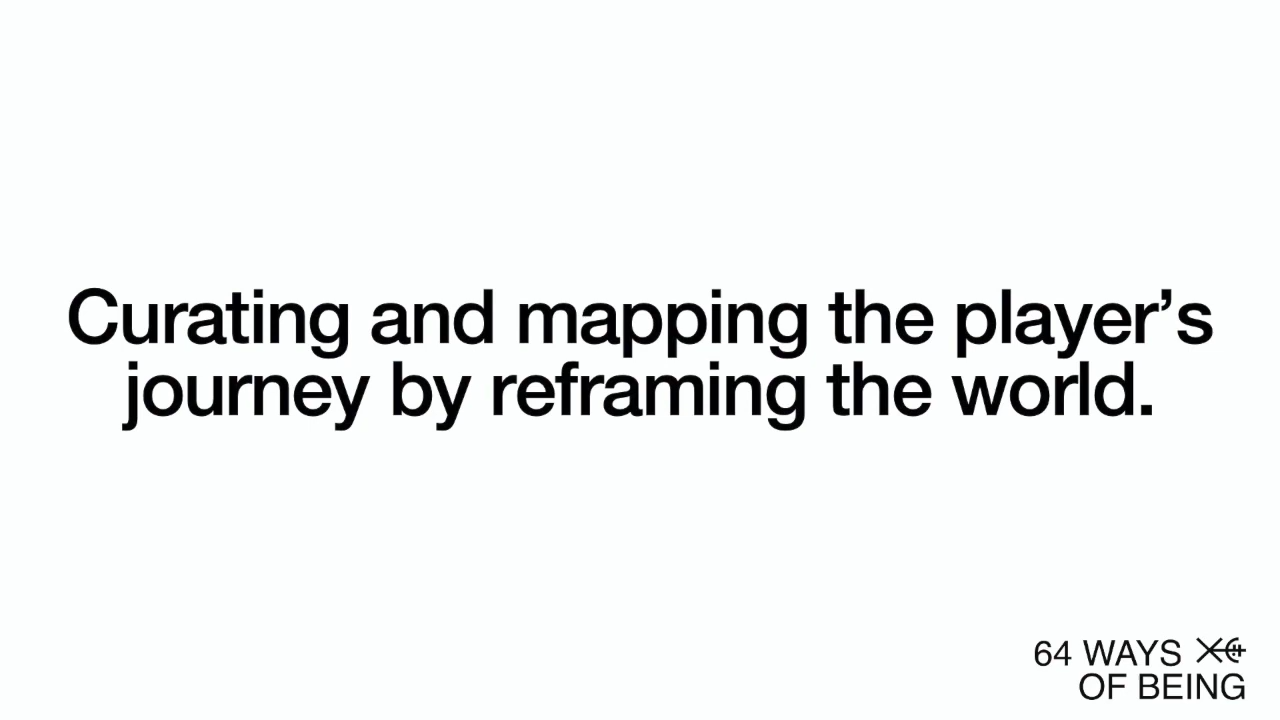 Curating and mapping the player’s
journey by reframing the world.
64 WAYS
OF BEING